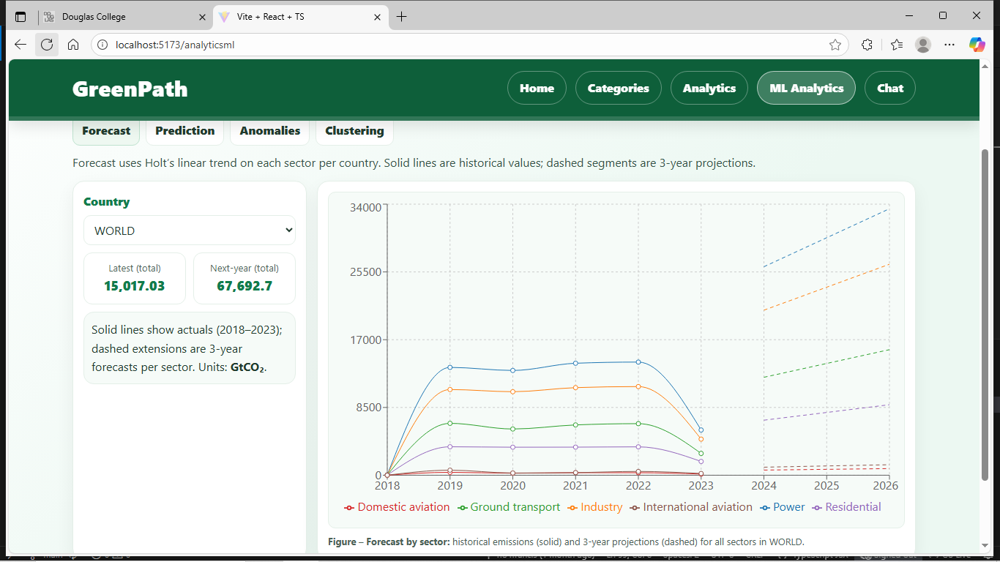 Douglas College
Vite + React + TS
localhost:5173/analyticsml
GreenPath
Home
Categories
Analytics
ML Analytics
Chat
Forecast
Prediction
Anomalies
Clustering
Forecast uses Holt’s linear trend on each sector per country. Solid lines are historical values; dashed segments are 3-year projections.
Country
WORLD
Latest (total)
15,017.03
Next-year (total)
67,692.7
Solid lines show actuals (2018–2023);
dashed extensions are 3-year
forecasts per sector. Units: GtCO₂.
34000
25500
17000
8500
0
2018 2019 2020 2021 2022 2023 2024 2025 2026
Domestic aviation Ground transport Industry International aviation Power Residential
Figure – Forecast by sector: historical emissions (solid) and 3-year projections (dashed) for all sectors in WORLD.